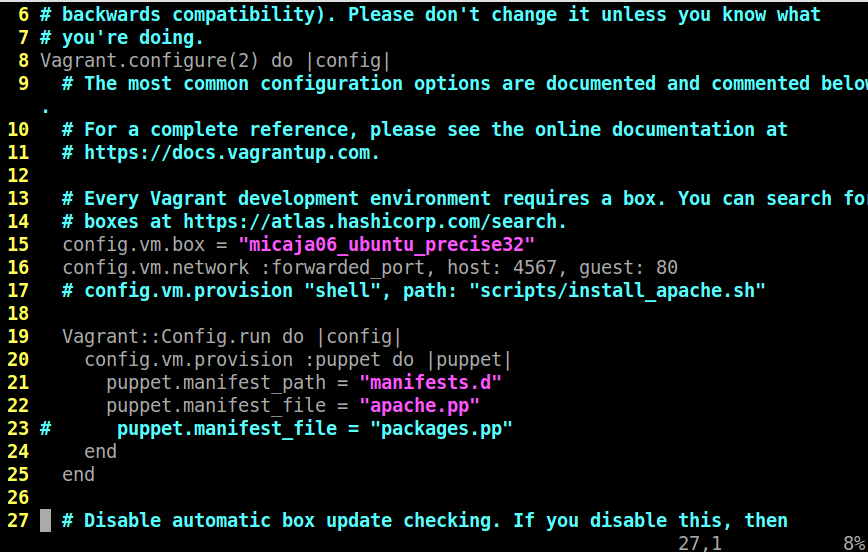 6 # backwards compatibility). Please don't change it unless you know what
7 # you're doing.
8 Vagrant.configure(2) do |config|
9   # The most common configuration options are documented and commented below
.
10   # For a complete reference, please see the online documentation at
11   # https://docs.vagrantup.com.
12
13   # Every Vagrant development environment requires a box. You can search for
14   # boxes at https://atlas.hashicorp.com/search.
15   config.vm.box = "micaja06_ubuntu_precise32"
16   config.vm.network :forwarded_port, host: 4567, guest: 80
17   # config.vm.provision "shell", path: "scripts/install_apache.sh"
18
19   Vagrant::Config.run do |config|
20     config.vm.provision :puppet do |puppet|
21       puppet.manifest_path = "manifests.d"
22       puppet.manifest_file = "apache.pp"
23 #      puppet.manifest_file = "packages.pp"
24     end
25   end
26
27   # Disable automatic box update checking. If you disable this, then
27,1 8%